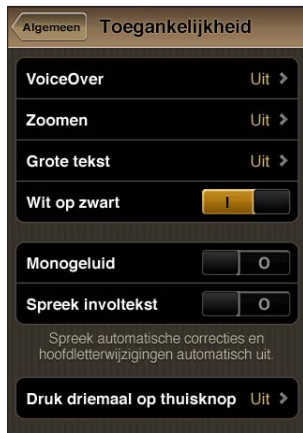 Algemeen Toegankelijkheid
VoiceOver Uit
Zoomen Uit
Grote tekst Uit
Wit op zwart I
Monogeluid O
Spreek involtekst O
Spreek automatische correcties en
hoofdletterwijzigingen automatisch uit.
Druk driemaal op thuisknop Uit